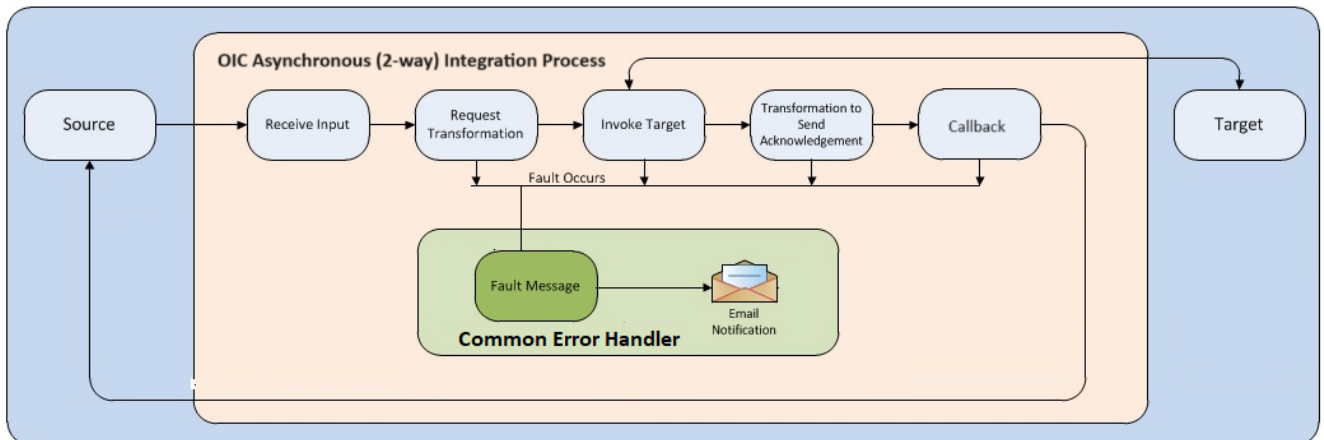 OIC Asynchronous (2-way) Integration Process
Source
Receive Input
Request
Transformation
Invoke Target
Transformation to
Send
Acknowledgement
Callback
Target
Fault Occurs
Fault Message
Email
Notification
Common Error Handler